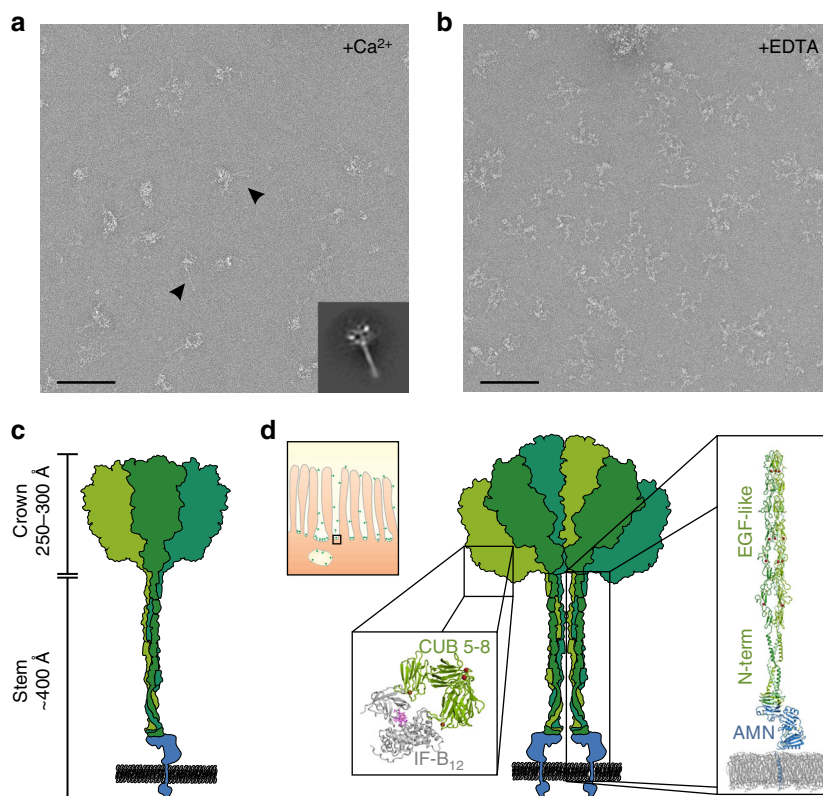 a
+Ca²⁺
b
+EDTA
c
Crown
250–300 Å
Stem
~400 Å
d
CUB 5-8
IF-B₁₂
EGF-like
N-term
AMN